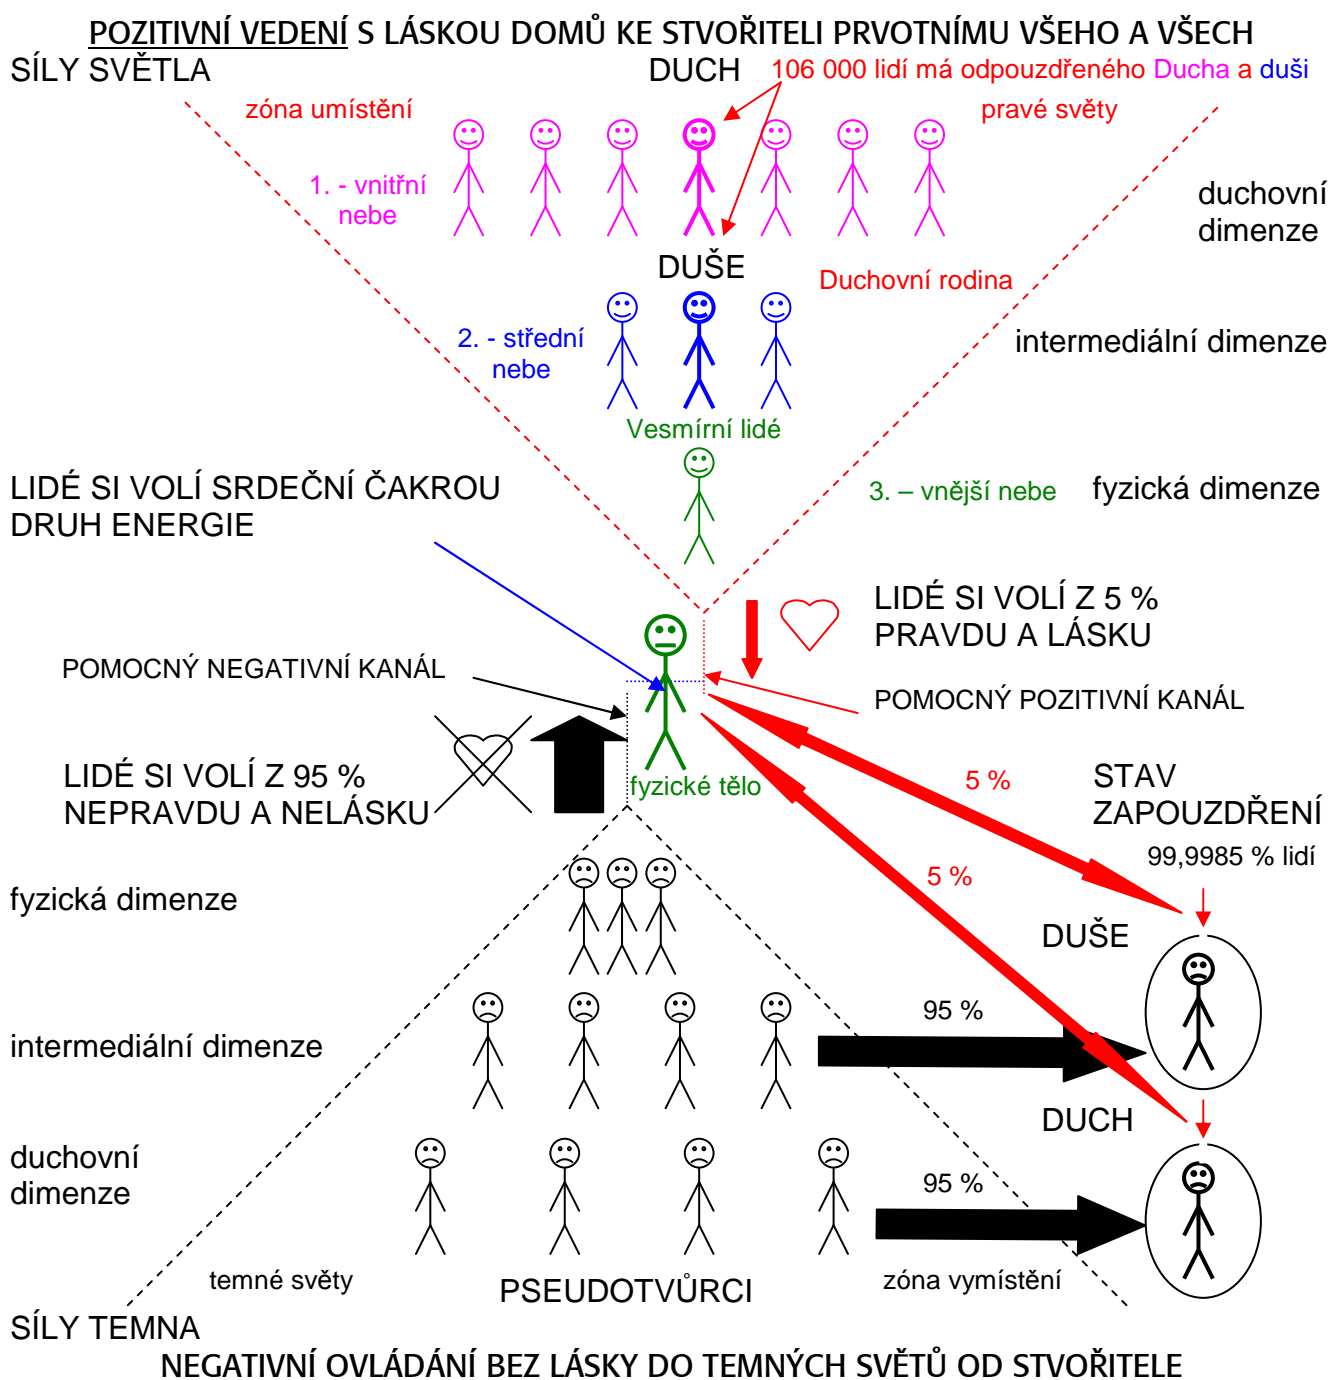 POZITIVNÍ VEDENÍ S LÁSKOU DOMŮ KE STVOŘITELI PRVOTNÍMU VŠEHO A VŠECH
SÍLY SVĚTLA
DUCH
106 000 lidí má odpouzdřeného Ducha a duši
zóna umístění
pravé světy
1. - vnitřní
nebe
duchovní
dimenze
DUŠE
Duchovní rodina
2. - střední
nebe
intermediální dimenze
Vesmírní lidé
LIDÉ SI VOLÍ SRDEČNÍ ČAKROU
DRUH ENERGIE
3. – vnější nebe
fyzická dimenze
LIDÉ SI VOLÍ Z 5 %
PRAVDU A LÁSKU
POMOCNÝ NEGATIVNÍ KANÁL
POMOCNÝ POZITIVNÍ KANÁL
LIDÉ SI VOLÍ Z 95 %
NEPRAVDU A NELÁSKU
fyzické tělo
5 %
STAV
ZAPOUZDŘENÍ
99,9985 % lidí
5 %
fyzická dimenze
DUŠE
95 %
intermediální dimenze
DUCH
duchovní
dimenze
95 %
temné světy
PSEUDOTVŮRCI
zóna vymístění
SÍLY TEMNA
NEGATIVNÍ OVLÁDÁNÍ BEZ LÁSKY DO TEMNÝCH SVĚTŮ OD STVOŘITELE